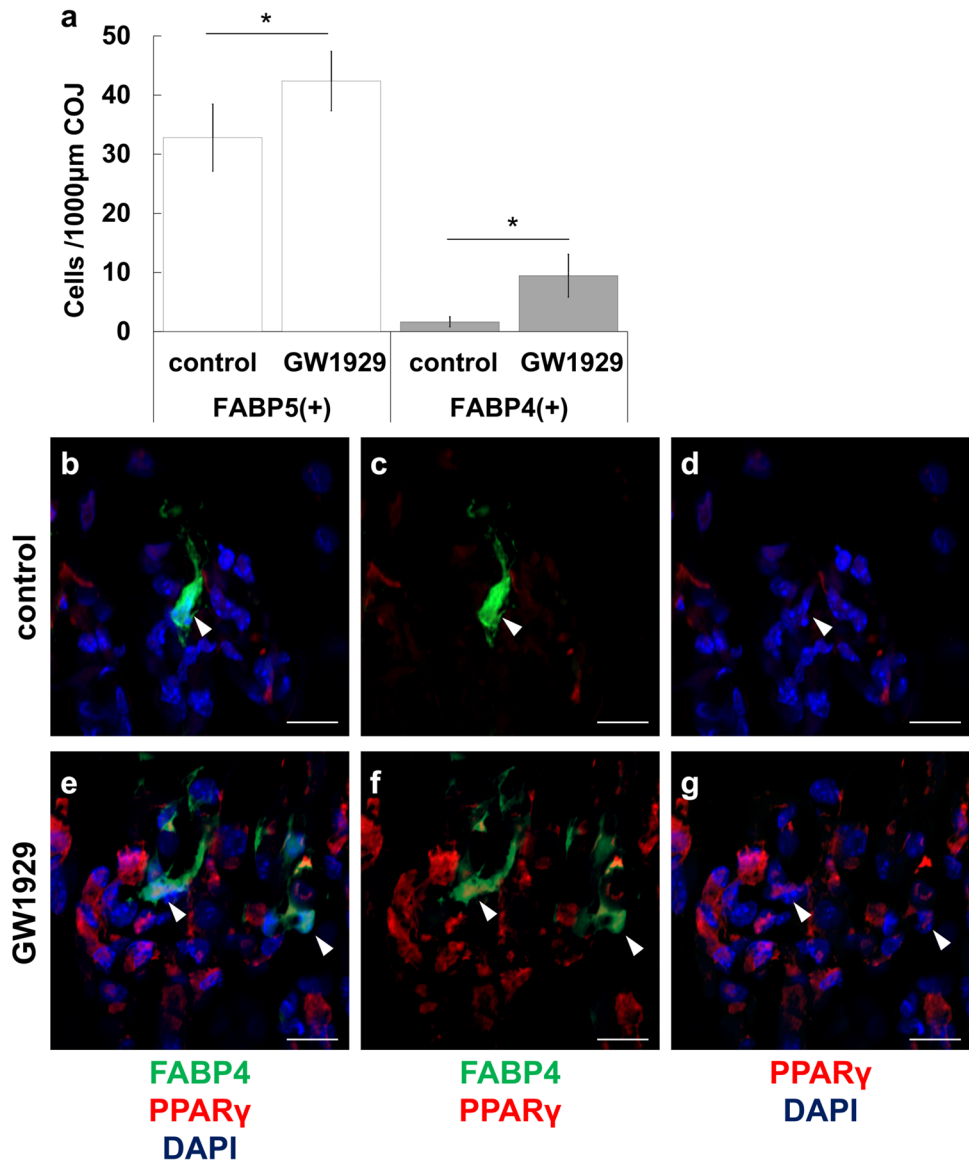 a
*
*
50
40
30
20
10
0
Cells /1000μm COJ
control GW1929 control GW1929
FABP5(+) FABP4(+)
b c d
control
e f g
GW1929
FABP4 FABP4 PPARγ
PPARγ PPARγ DAPI
DAPI